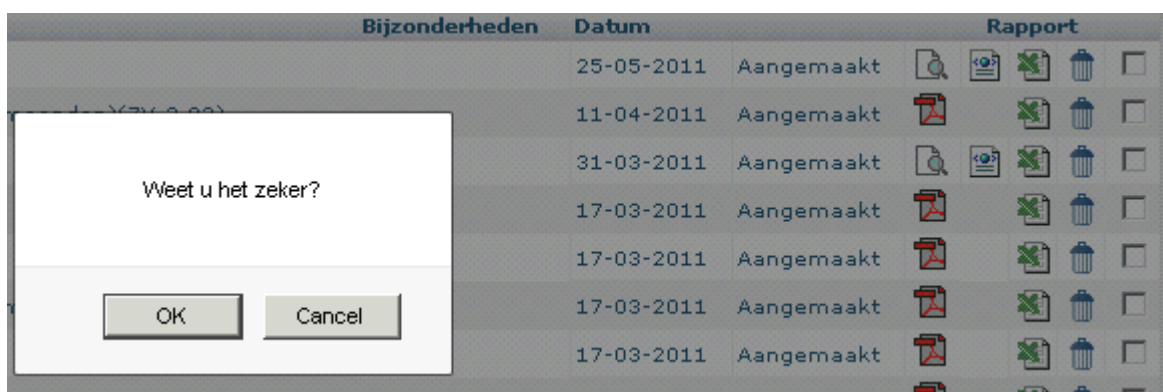 Bijzonderheden Datum Rapport
25-05-2011 Aangemaakt
11-04-2011 Aangemaakt
31-03-2011 Aangemaakt
17-03-2011 Aangemaakt
17-03-2011 Aangemaakt
17-03-2011 Aangemaakt
17-03-2011 Aangemaakt
Weet u het zeker?
OK Cancel